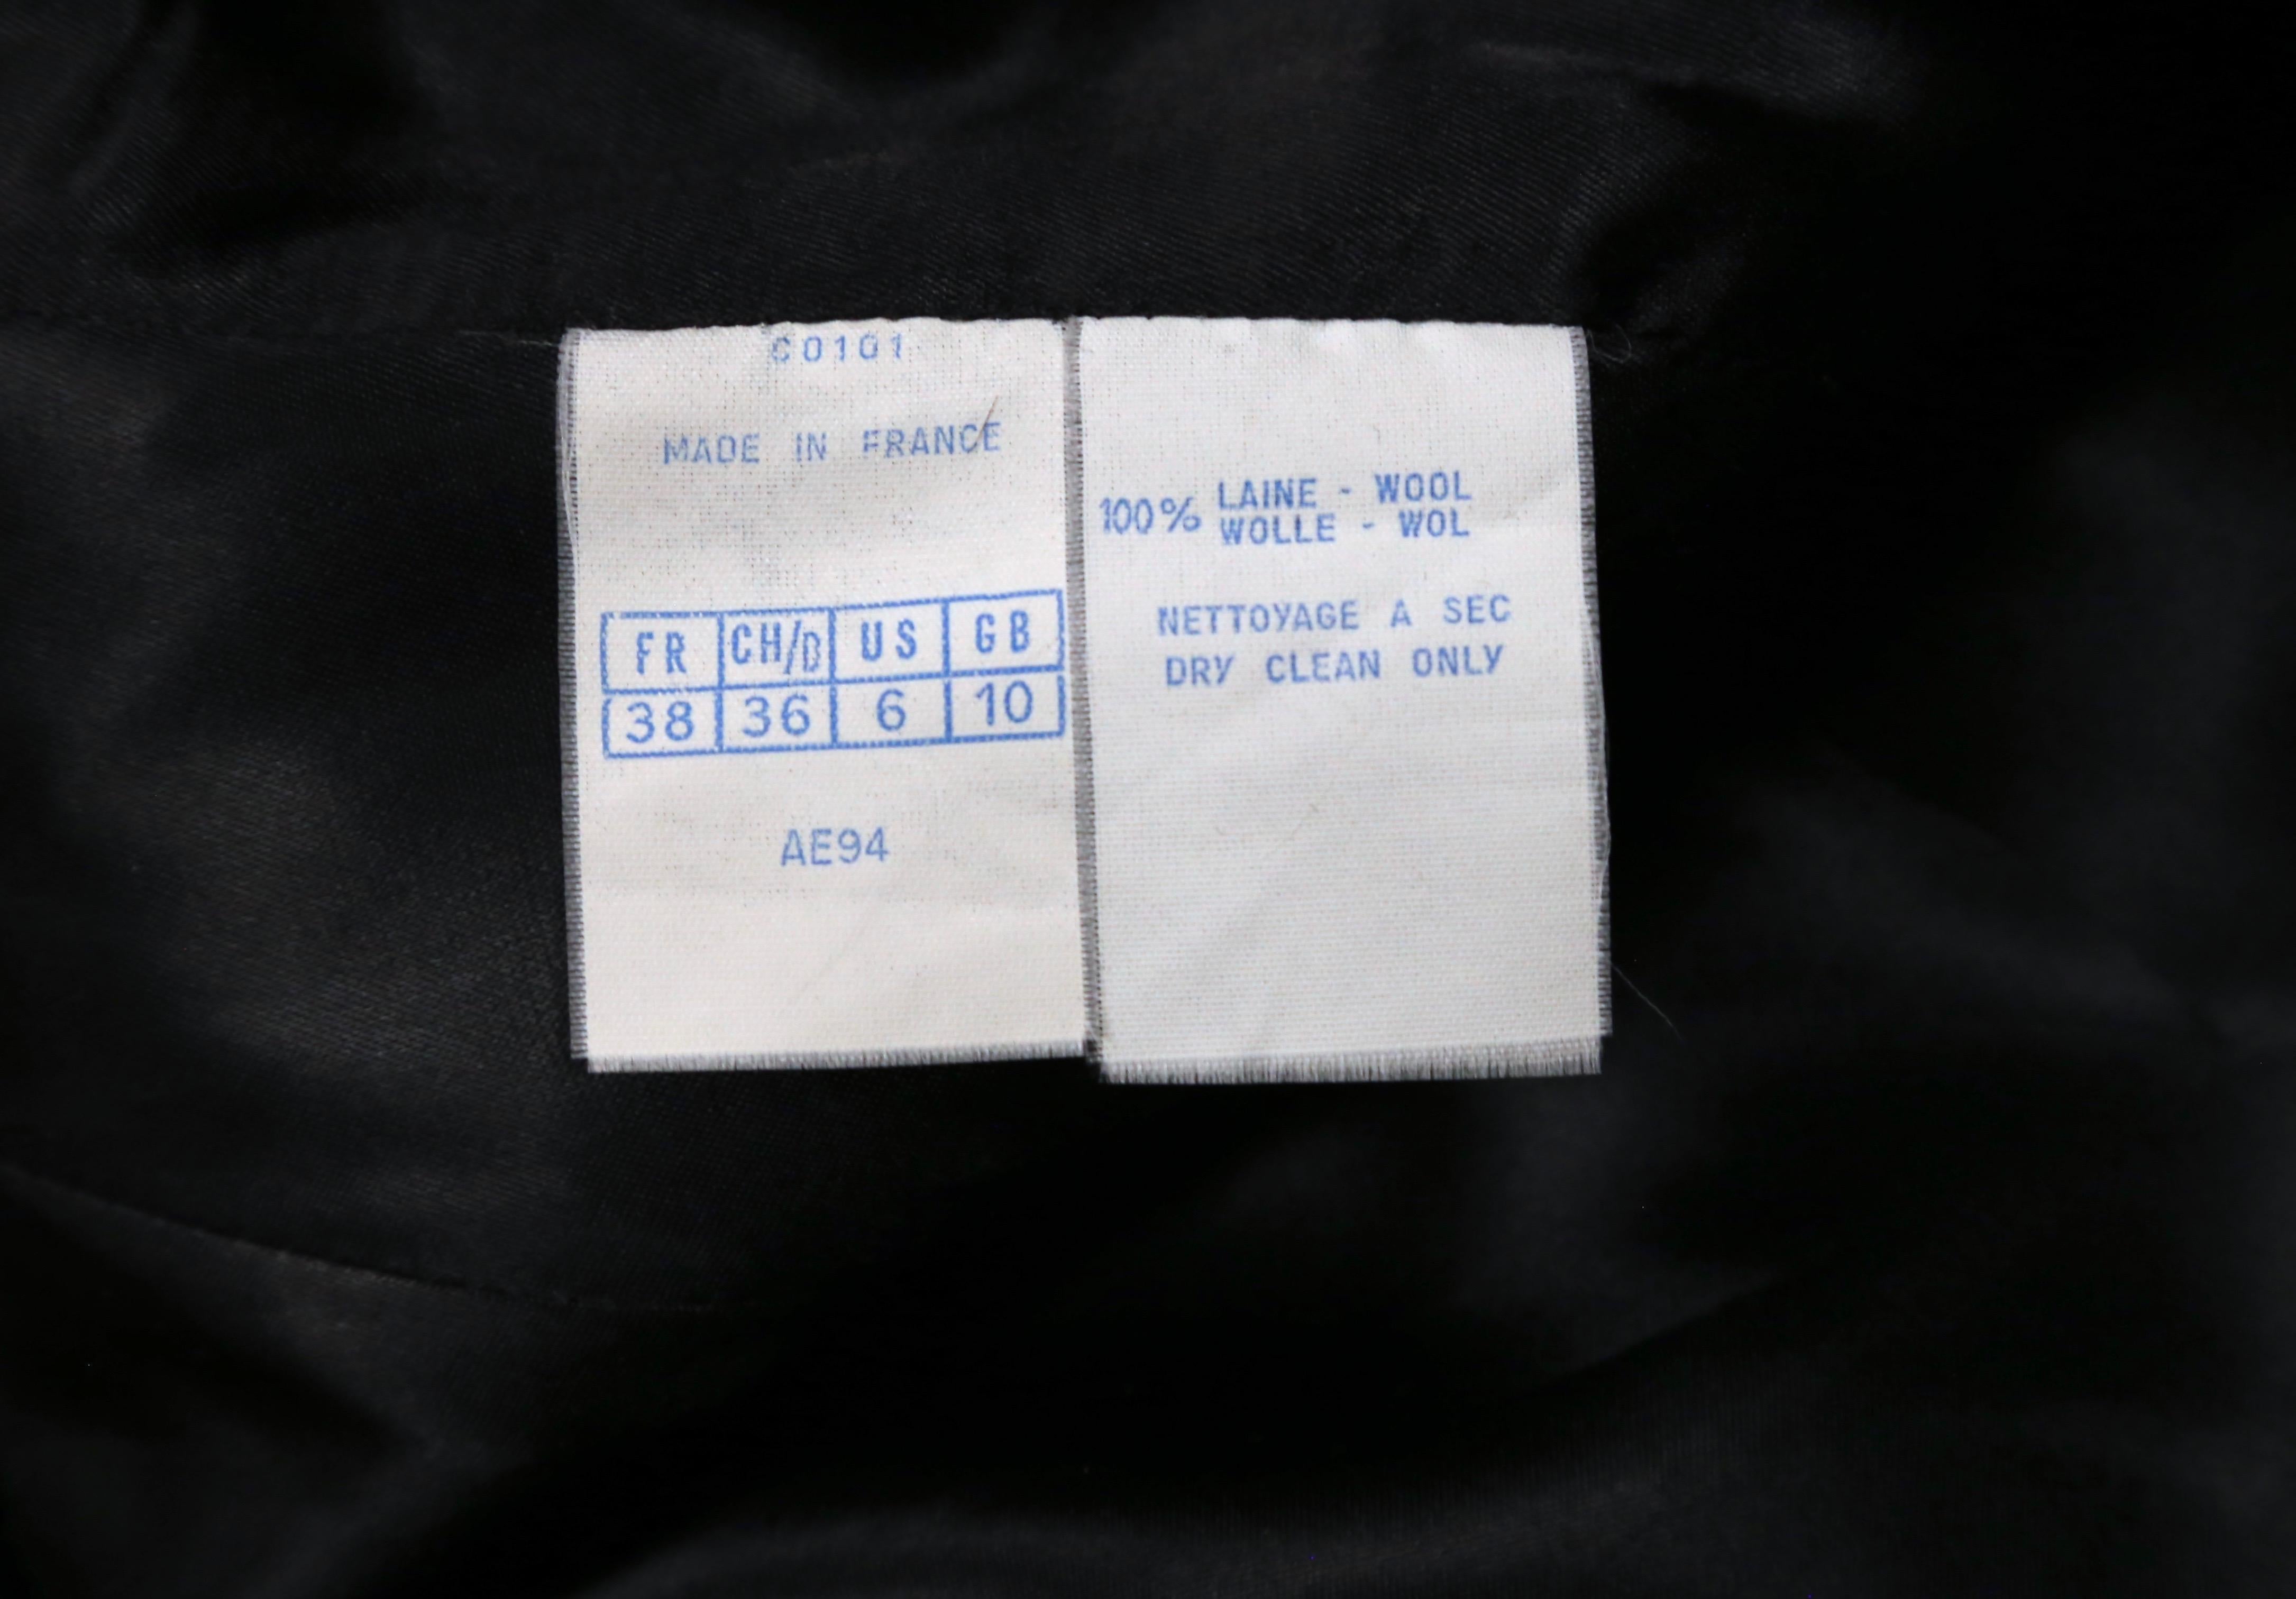 C0101
MADE IN FRANCE
FR CH/D US GB
38 36 6 10
AE94
100% LAINE - WOOL
WOLLE - WOL
NETTOYAGE A SEC
DRY CLEAN ONLY